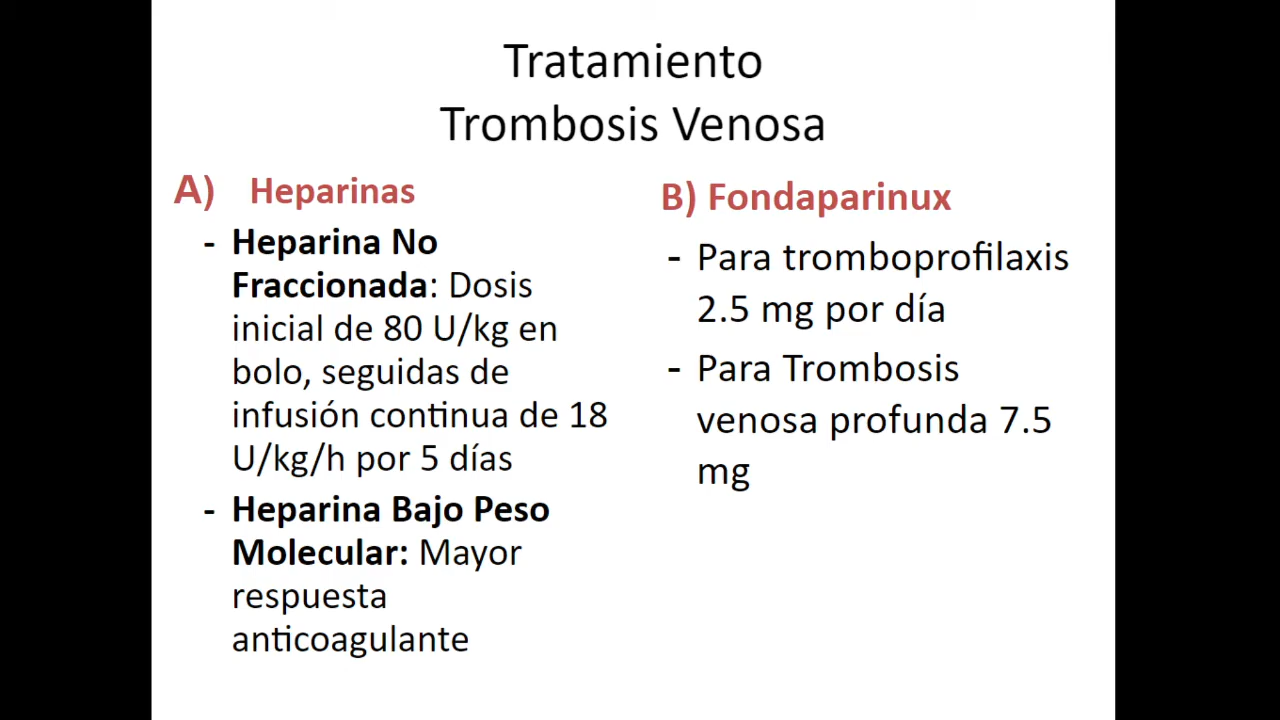 Tratamiento
Trombosis Venosa
A) Heparinas
- Heparina No
Fraccionada: Dosis
inicial de 80 U/kg en
bolo, seguidas de
infusión continua de 18
U/kg/h por 5 días
- Heparina Bajo Peso
Molecular: Mayor
respuesta
anticoagulante
B) Fondaparinux
- Para tromboprofilaxis
2.5 mg por día
- Para Trombosis
venosa profunda 7.5
mg